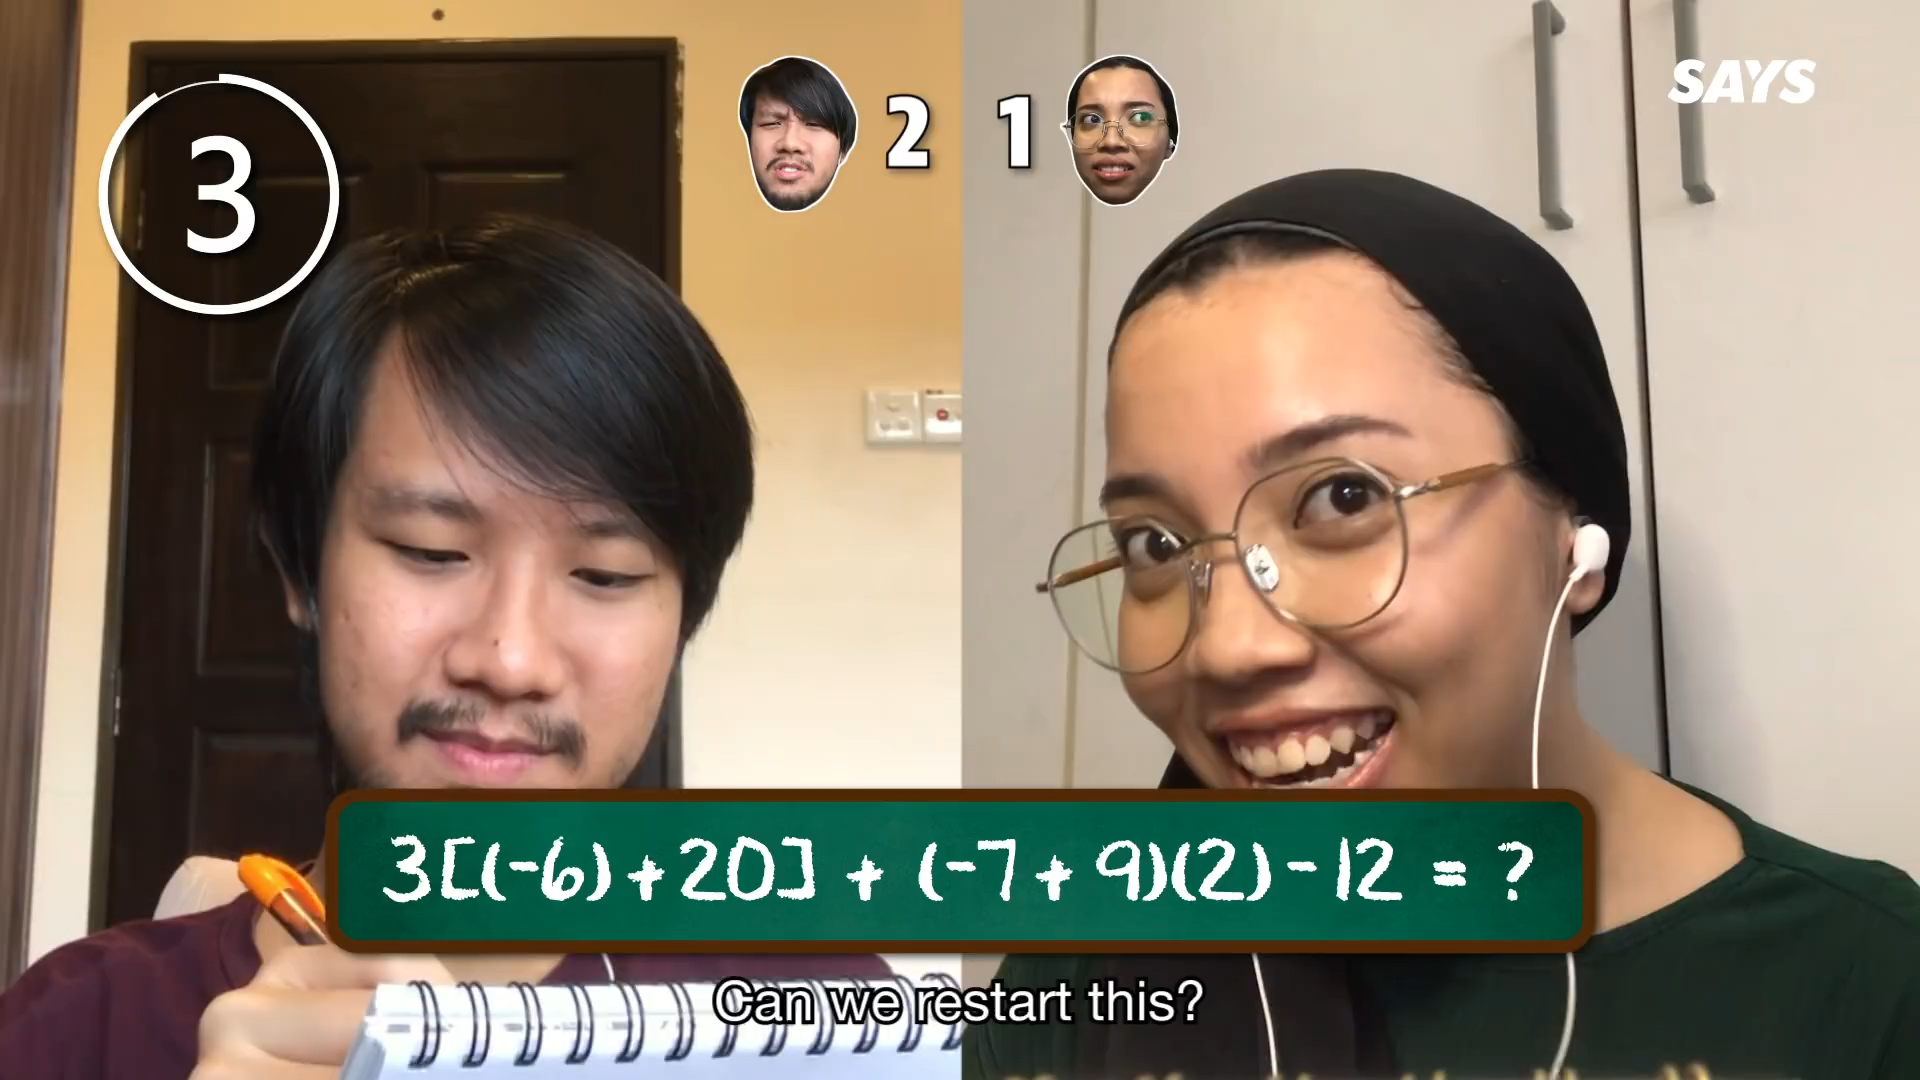 3
2 1
SAYS
3[(-6)+20] + (-7+9)(2)-12 = ?
Can we restart this?